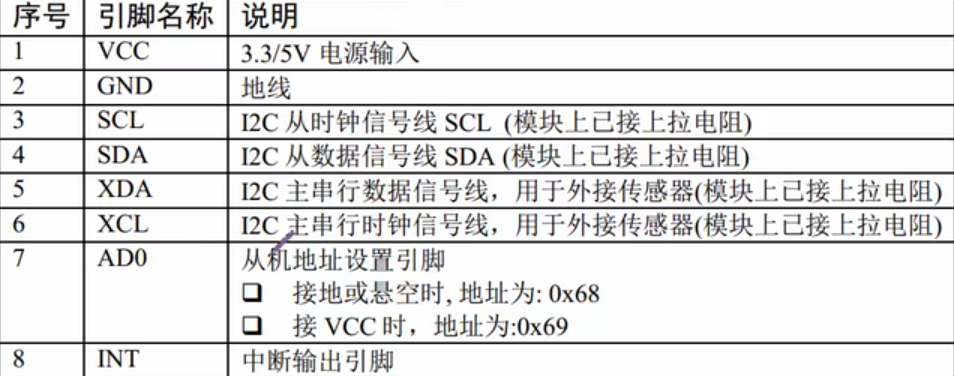 序号 引脚名称 说明
1 VCC 3.3/5V 电源输入
2 GND 地线
3 SCL I2C 从时钟信号线 SCL (模块上已接上拉电阻)
4 SDA I2C 从数据信号线 SDA (模块上已接上拉电阻)
5 XDA I2C 主串行数据信号线，用于外接传感器(模块上已接上拉电阻)
6 XCL I2C 主串行时钟信号线，用于外接传感器(模块上已接上拉电阻)
7 AD0 从机地址设置引脚
❑ 接地或悬空时, 地址为: 0x68
❑ 接 VCC 时，地址为:0x69
8 INT 中断输出引脚